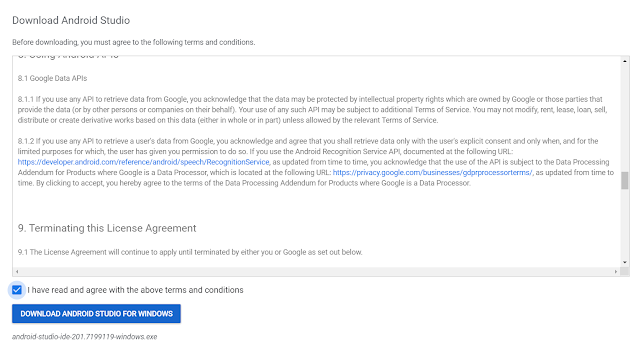 Download Android Studio
Before downloading, you must agree to the following terms and conditions.
8. Using Android APIs
8.1 Google Data APIs
8.1.1 If you use any API to retrieve data from Google, you acknowledge that the data may be protected by intellectual property rights which are owned by Google or those parties that
provide the data (or by other persons or companies on their behalf). Your use of any such API may be subject to additional Terms of Service. You may not modify, rent, lease, loan, sell,
distribute or create derivative works based on this data (either in whole or in part) unless allowed by the relevant Terms of Service.
8.1.2 If you use any API to retrieve a user's data from Google, you acknowledge and agree that you shall retrieve data only with the user's explicit consent and only when, and for the
limited purposes for which, the user has given you permission to do so. If you use the Android Recognition Service API, documented at the following URL:
https://developer.android.com/reference/android/speech/RecognitionService, as updated from time to time, you acknowledge that the use of the API is subject to the Data Processing
Addendum for Products where Google is a Data Processor, which is located at the following URL: https://privacy.google.com/businesses/gdprprocessorterms/, as updated from time to
time. By clicking to accept, you hereby agree to the terms of the Data Processing Addendum for Products where Google is a Data Processor.
9. Terminating this License Agreement
9.1 The License Agreement will continue to apply until terminated by either you or Google as set out below.
I have read and agree with the above terms and conditions
DOWNLOAD ANDROID STUDIO FOR WINDOWS
android-studio-ide-201.7199119-windows.exe